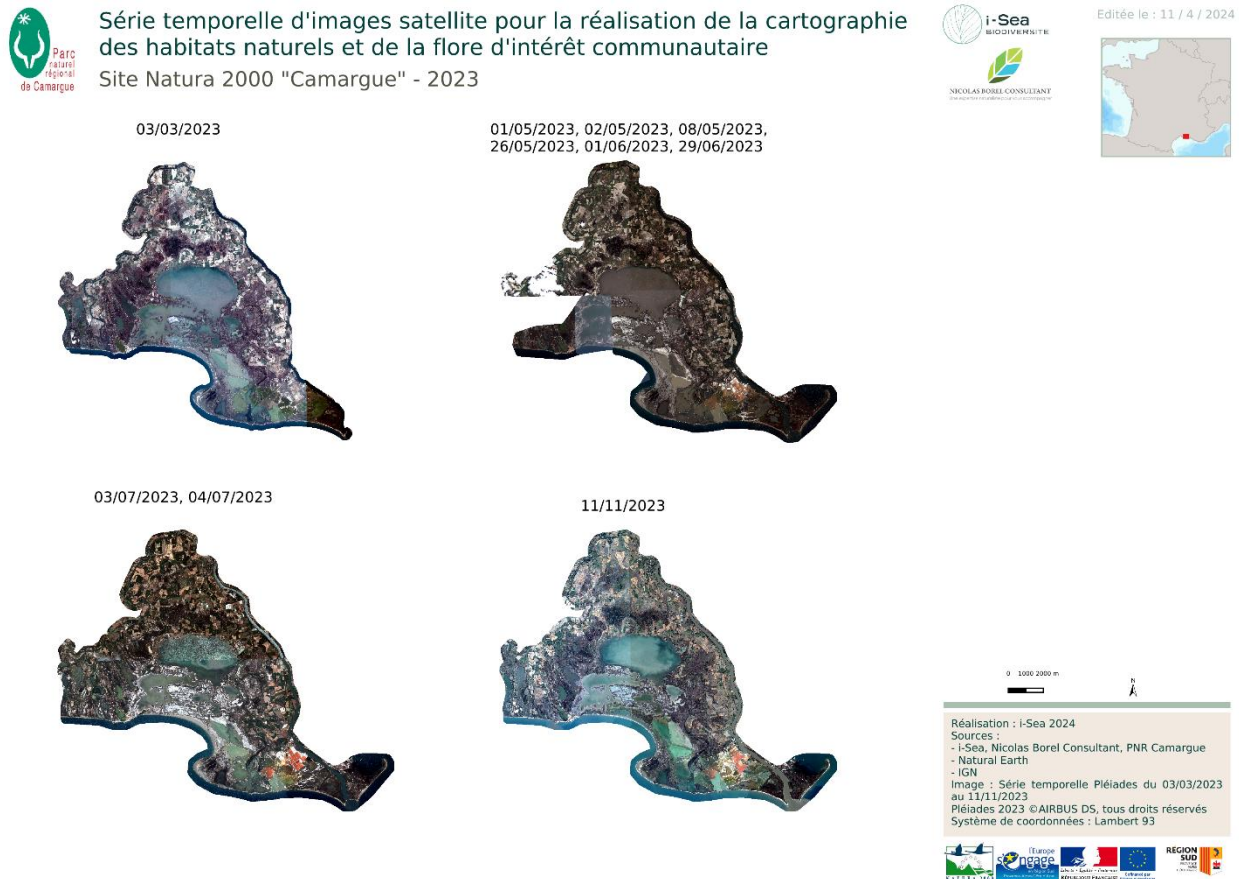 Série temporelle d'images satellite pour la réalisation de la cartographie
des habitats naturels et de la flore d'intérêt communautaire
Site Natura 2000 "Camargue" - 2023
Parc
naturel
régional
de Camargue
i-Sea
BIODIVERSITE
NICOLAS BOREL CONSULTANT
Editée le : 11 / 4 / 2024
03/03/2023
01/05/2023, 02/05/2023, 08/05/2023,
26/05/2023, 01/06/2023, 29/06/2023
03/07/2023, 04/07/2023
11/11/2023
0 1000 2000 m
N
Réalisation : i-Sea 2024
Sources :
- i-Sea, Nicolas Borel Consultant, PNR Camargue
- Natural Earth
- IGN
Image : Série temporelle Pléiades du 03/03/2023
au 11/11/2023
Pléiades 2023 ©AIRBUS DS, tous droits réservés
Système de coordonnées : Lambert 93
l'Europe
s'engage
REGION
SUD